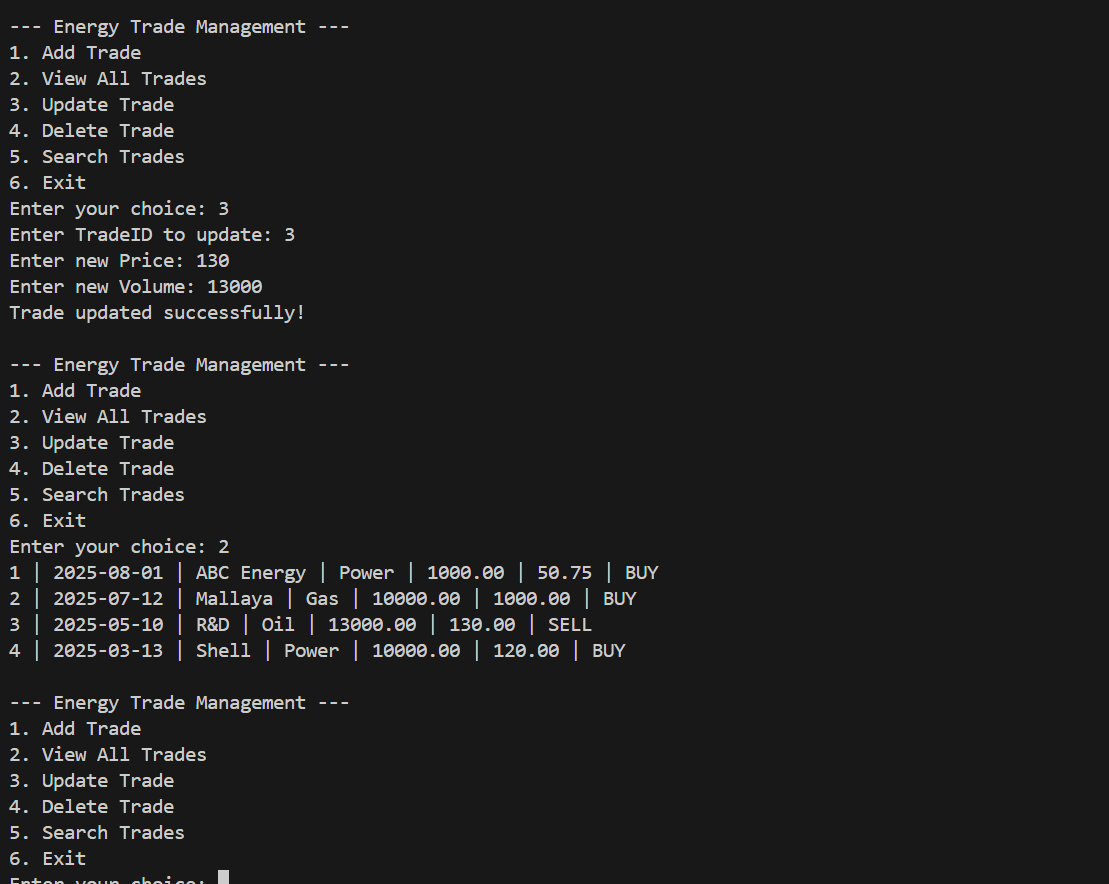 --- Energy Trade Management ---
1. Add Trade
2. View All Trades
3. Update Trade
4. Delete Trade
5. Search Trades
6. Exit
Enter your choice: 3
Enter TradeID to update: 3
Enter new Price: 130
Enter new Volume: 13000
Trade updated successfully!

--- Energy Trade Management ---
1. Add Trade
2. View All Trades
3. Update Trade
4. Delete Trade
5. Search Trades
6. Exit
Enter your choice: 2
1 | 2025-08-01 | ABC Energy | Power | 1000.00 | 50.75 | BUY
2 | 2025-07-12 | Mallaya | Gas | 10000.00 | 1000.00 | BUY
3 | 2025-05-10 | R&D | Oil | 13000.00 | 130.00 | SELL
4 | 2025-03-13 | Shell | Power | 10000.00 | 120.00 | BUY

--- Energy Trade Management ---
1. Add Trade
2. View All Trades
3. Update Trade
4. Delete Trade
5. Search Trades
6. Exit
Enter your choice: